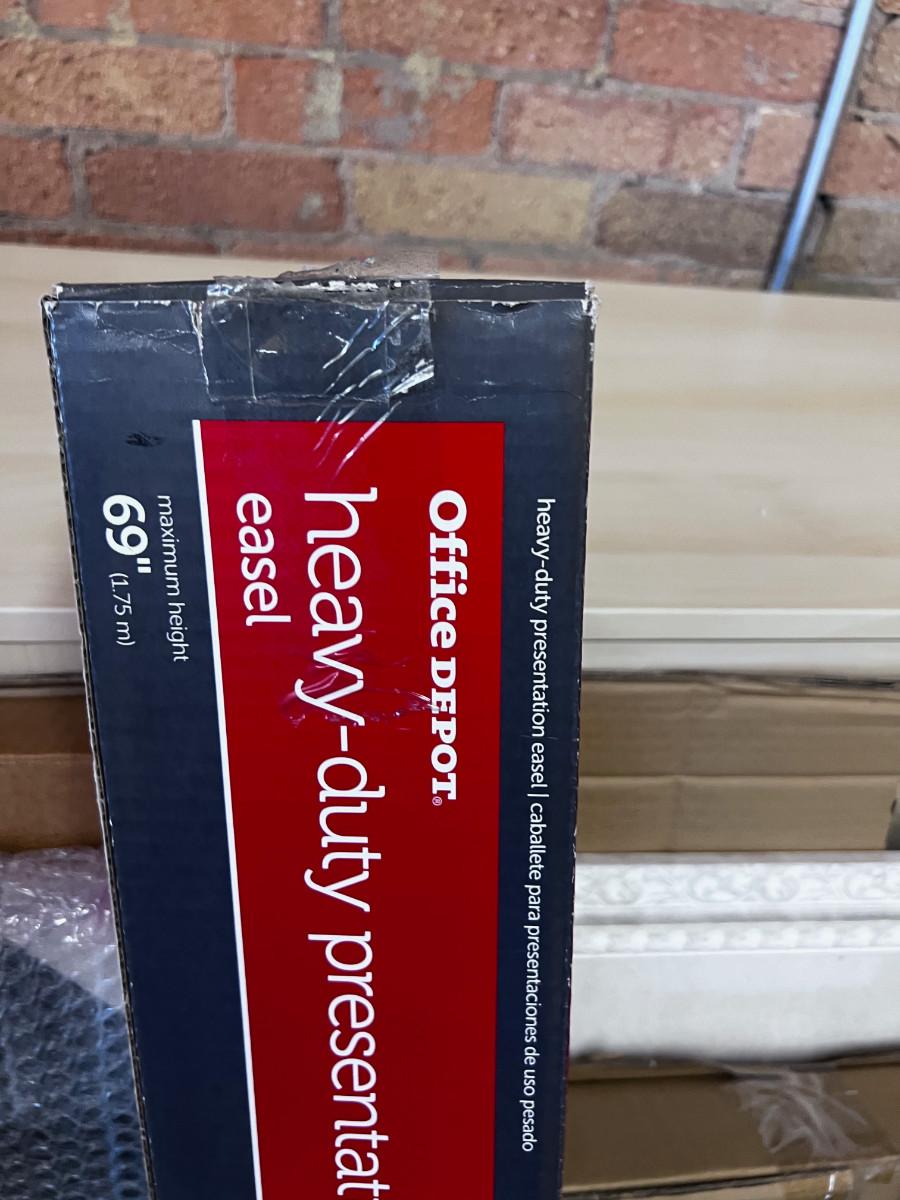 heavy-duty presentation easel | caballete para presentaciones de uso pesado
Office DEPOT®
heavy-duty presentat
easel
maximum height
69" (1.75 m)